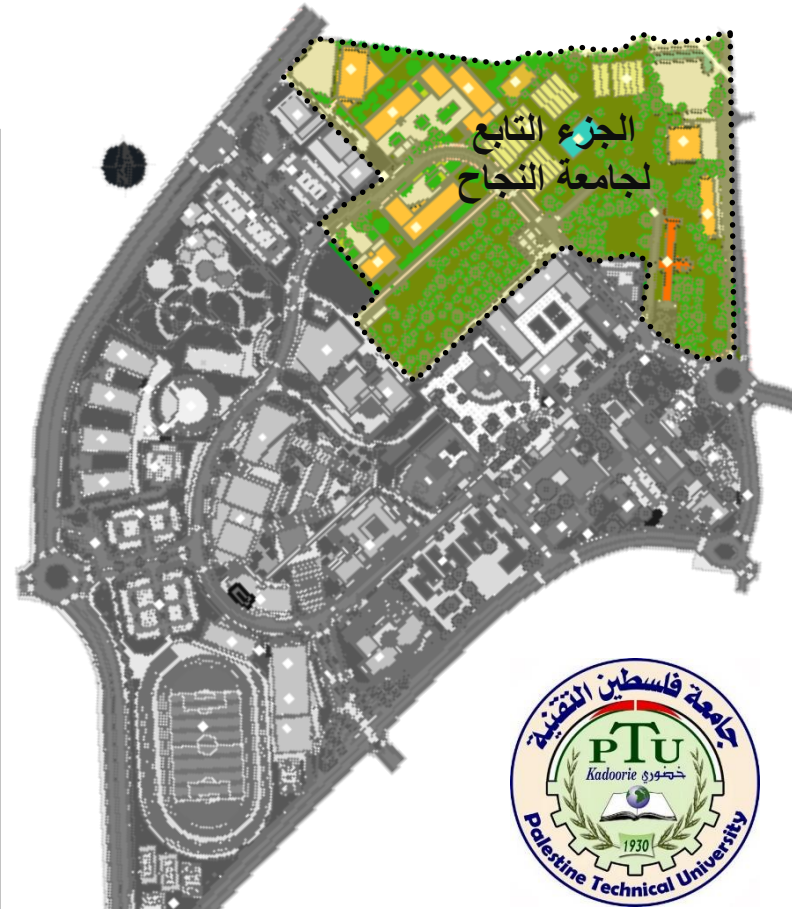 الجزء التابع
لجامعة النجاح
جامعة فلسطين التقنية
PTU
Kadoorie خضوري
1930
Palestine Technical University